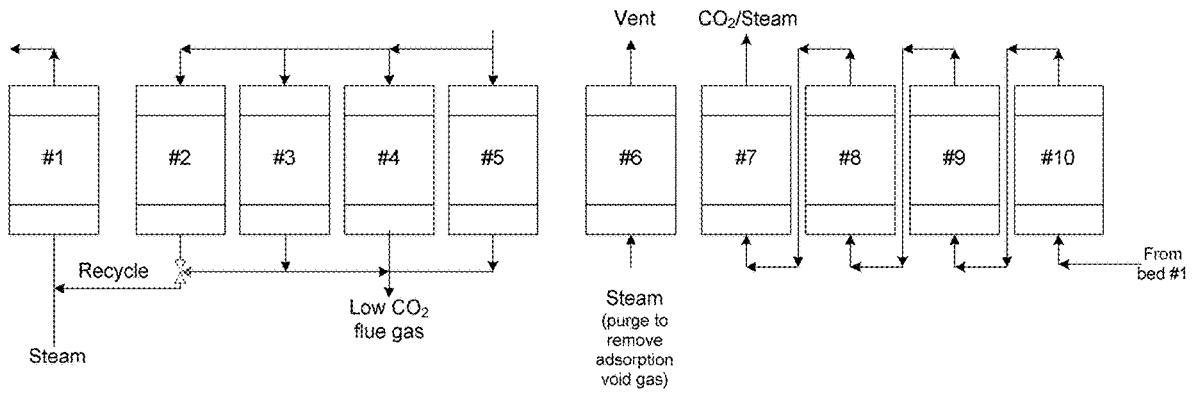 Vent
CO₂/Steam
#1
#2
#3
#4
#5
#6
#7
#8
#9
#10
Recycle
Steam
Low CO₂
flue gas
Steam
(purge to
remove
adsorption
void gas)
From
bed #1